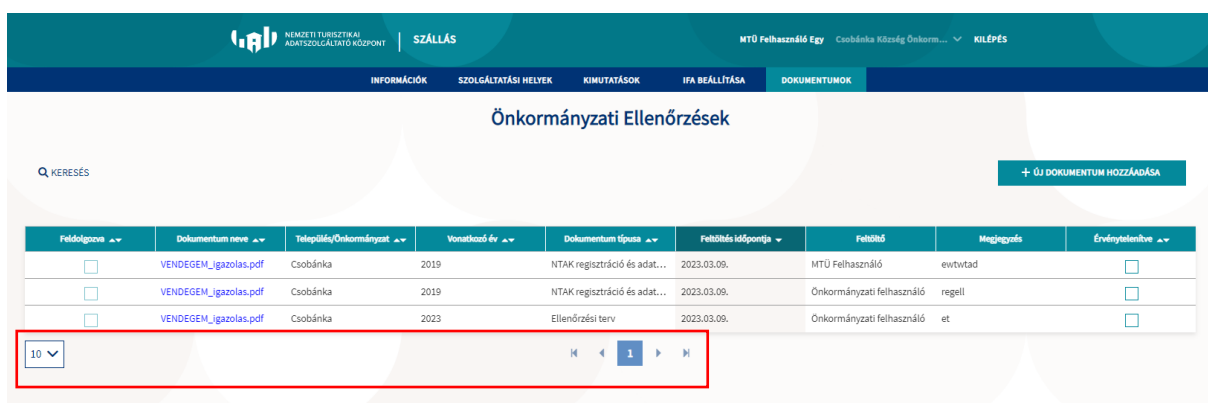 NEMZETI TURISZTIKAI
ADATSZOLGÁLTATÓ KÖZPONT
SZÁLLÁS
MTÜ Felhasználó Egy Csobánka Község Önkorm... KILÉPÉS
INFORMÁCIÓK SZOLGÁLTATÁSI HELYEK KIMUTATÁSOK IFA BEÁLLÍTÁSA DOKUMENTUMOK
Önkormányzati Ellenőrzések
KERESÉS
+ ÚJ DOKUMENTUM HOZZÁADÁSA
Feldolgozva Dokumentum neve Település/Önkormányzat Vonatkozó év Dokumentum típusa Feltöltés időpontja Feltöltő Megjegyzés Érvénytelenítve
VENDEGEM_igazolas.pdf Csobánka 2019 NTAK regisztráció és adat... 2023.03.09. MTÜ Felhasználó ewtwtad
VENDEGEM_igazolas.pdf Csobánka 2019 NTAK regisztráció és adat... 2023.03.09. Önkormányzati felhasználó regell
VENDEGEM_igazolas.pdf Csobánka 2023 Ellenőrzési terv 2023.03.09. Önkormányzati felhasználó et
10 1